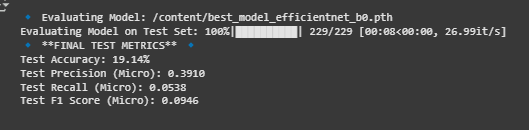 🔹 Evaluating Model: /content/best_model_efficientnet_b0.pth
Evaluating Model on Test Set: 100%|██████████| 229/229 [00:08<00:00, 26.99it/s]
🔹 **FINAL TEST METRICS** 🔹
Test Accuracy: 19.14%
Test Precision (Micro): 0.3910
Test Recall (Micro): 0.0538
Test F1 Score (Micro): 0.0946